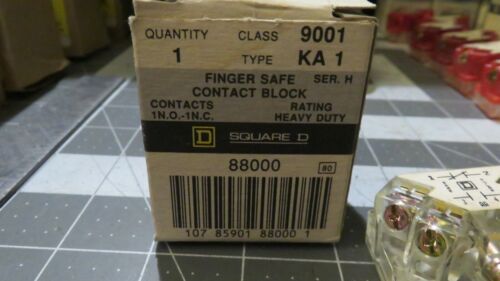 QUANTITY CLASS 9001
1 TYPE KA 1
FINGER SAFE SER. H
CONTACT BLOCK
CONTACTS RATING
1N.O.-1N.C. HEAVY DUTY
D SQUARE D
88000 80
107 85901 88000 1